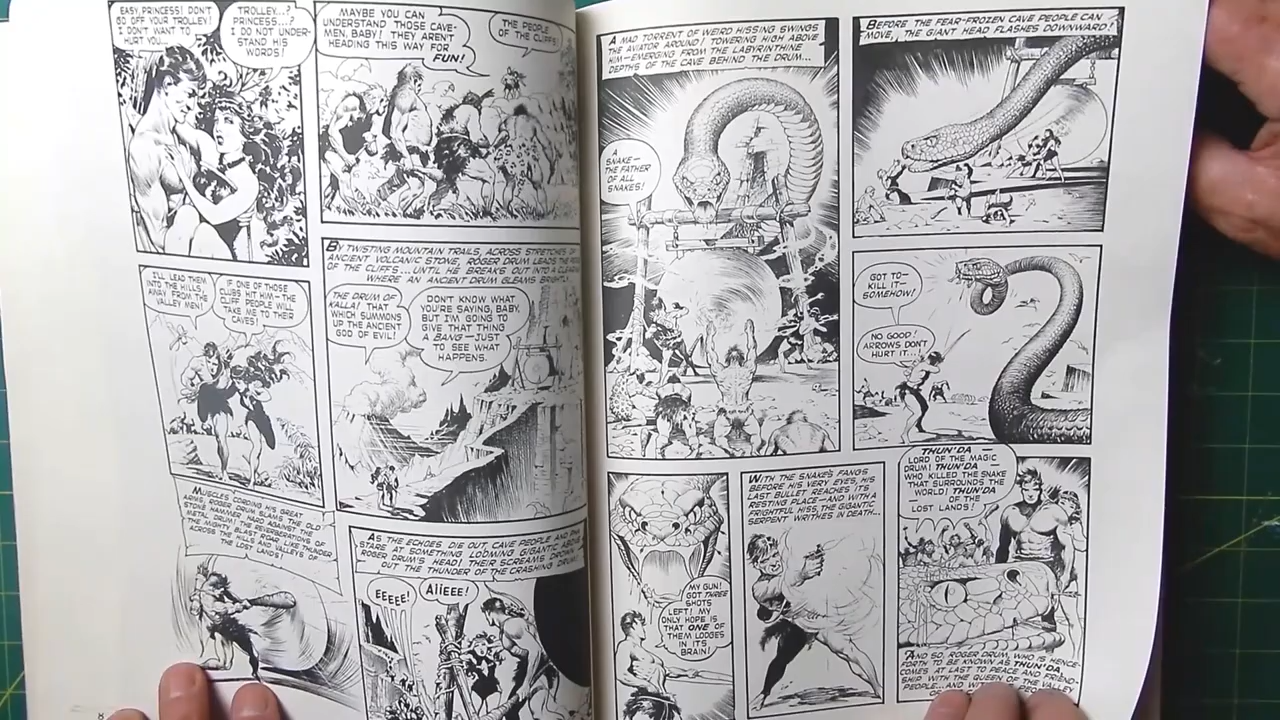 EASY, PRINCESS! DON'T
GO OFF YOUR TROLLEY!
I DON'T WANT TO
HURT YOU...
TROLLEY...?
PRINCESS...?
I DO NOT UNDER-
STAND HIS
WORDS!
MAYBE YOU CAN
UNDERSTAND THOSE CAVE-
MEN, BABY! THEY AREN'T
HEADING THIS WAY FOR
FUN!
THE PEOPLE
OF THE CLIFFS!
I'LL LEAD THEM
INTO THE HILLS,
AWAY FROM THE
VALLEY MEN!
IF ONE OF THOSE
CLUBS HIT HIM—THE
CLIFF PEOPLE WILL
TAKE ME TO THEIR
CAVES!
BY TWISTING MOUNTAIN TRAILS, ACROSS STRETCHES OF
ANCIENT VOLCANIC STONE, ROGER DRUM LEADS THE
OF THE CLIFFS... UNTIL HE BREAKS OUT INTO A
WHERE AN ANCIENT DRUM GLEAMS BRIGHTLY
THE DRUM OF
KALLA! THAT
WHICH SUMMONS
UP THE ANCIENT
GOD OF EVIL!
DON'T KNOW WHAT
YOU'RE SAYING, BABY,
BUT I'M GOING TO
GIVE THAT THING
A BANG—JUST
TO SEE WHAT
HAPPENS.
MUSCLES CORDING HIS GREAT
ARMS, ROGER DRUM SLAMS THE OLD
STONE HAMMER HARD AGAINST THE
METAL DRUM! THE REVERBERATIONS OF
THE MIGHTY BLAST ROAR LIKE THUNDER
ACROSS THE HILLS AND VALLEYS OF
THE LOST LAND!
AS THE ECHOES DIE OUT CAVE PEOPLE AND
STARE AT SOMETHING LOOMING GIGANTIC ABOVE
ROGER DRUM'S HEAD! THEIR SCREAMS DROWN
OUT THE THUNDER OF THE CRASHING DRUM
EEEEE!
AIIEEE!
A MAD TORRENT OF WEIRD HISSING SWINGS
THE AVIATOR AROUND! TOWERING HIGH ABOVE
HIM—EMERGING FROM THE LABYRINTHINE
DEPTHS OF THE CAVE BEHIND THE DRUM...
A
SNAKE—
THE FATHER
OF ALL
SNAKES!
BEFORE THE FEAR-FROZEN CAVE PEOPLE CAN
MOVE, THE GIANT HEAD FLASHES DOWNWARD!
GOT TO—
KILL IT—
SOMEHOW!
NO GOOD!
ARROWS DON'T
HURT IT...
MY GUN!
GOT THREE
SHOTS
LEFT! MY
ONLY HOPE IS
THAT ONE OF
THEM LODGES
IN ITS
BRAIN!
WITH THE SNAKE'S FANGS
BEFORE HIS VERY EYES, HIS
LAST BULLET REACHES ITS
RESTING PLACE—AND WITH A
FRIGHTFUL HISS, THE GIGANTIC
SERPENT WRITHES IN DEATH...
THUN'DA—
LORD OF THE MAGIC
DRUM! THUN'DA—
WHO KILLED THE SNAKE
THAT SURROUNDS THE
WORLD! THUN'DA
OF THE—
LOST LANDS!
AND SO, ROGER DRUM, WHO IS HENCE-
FORTH TO BE KNOWN AS THUN'DA,
COMES AT LAST TO PEACE AND FRIEND-
SHIP WITH THE QUEEN OF THE VALLEY
PEOPLE...AND